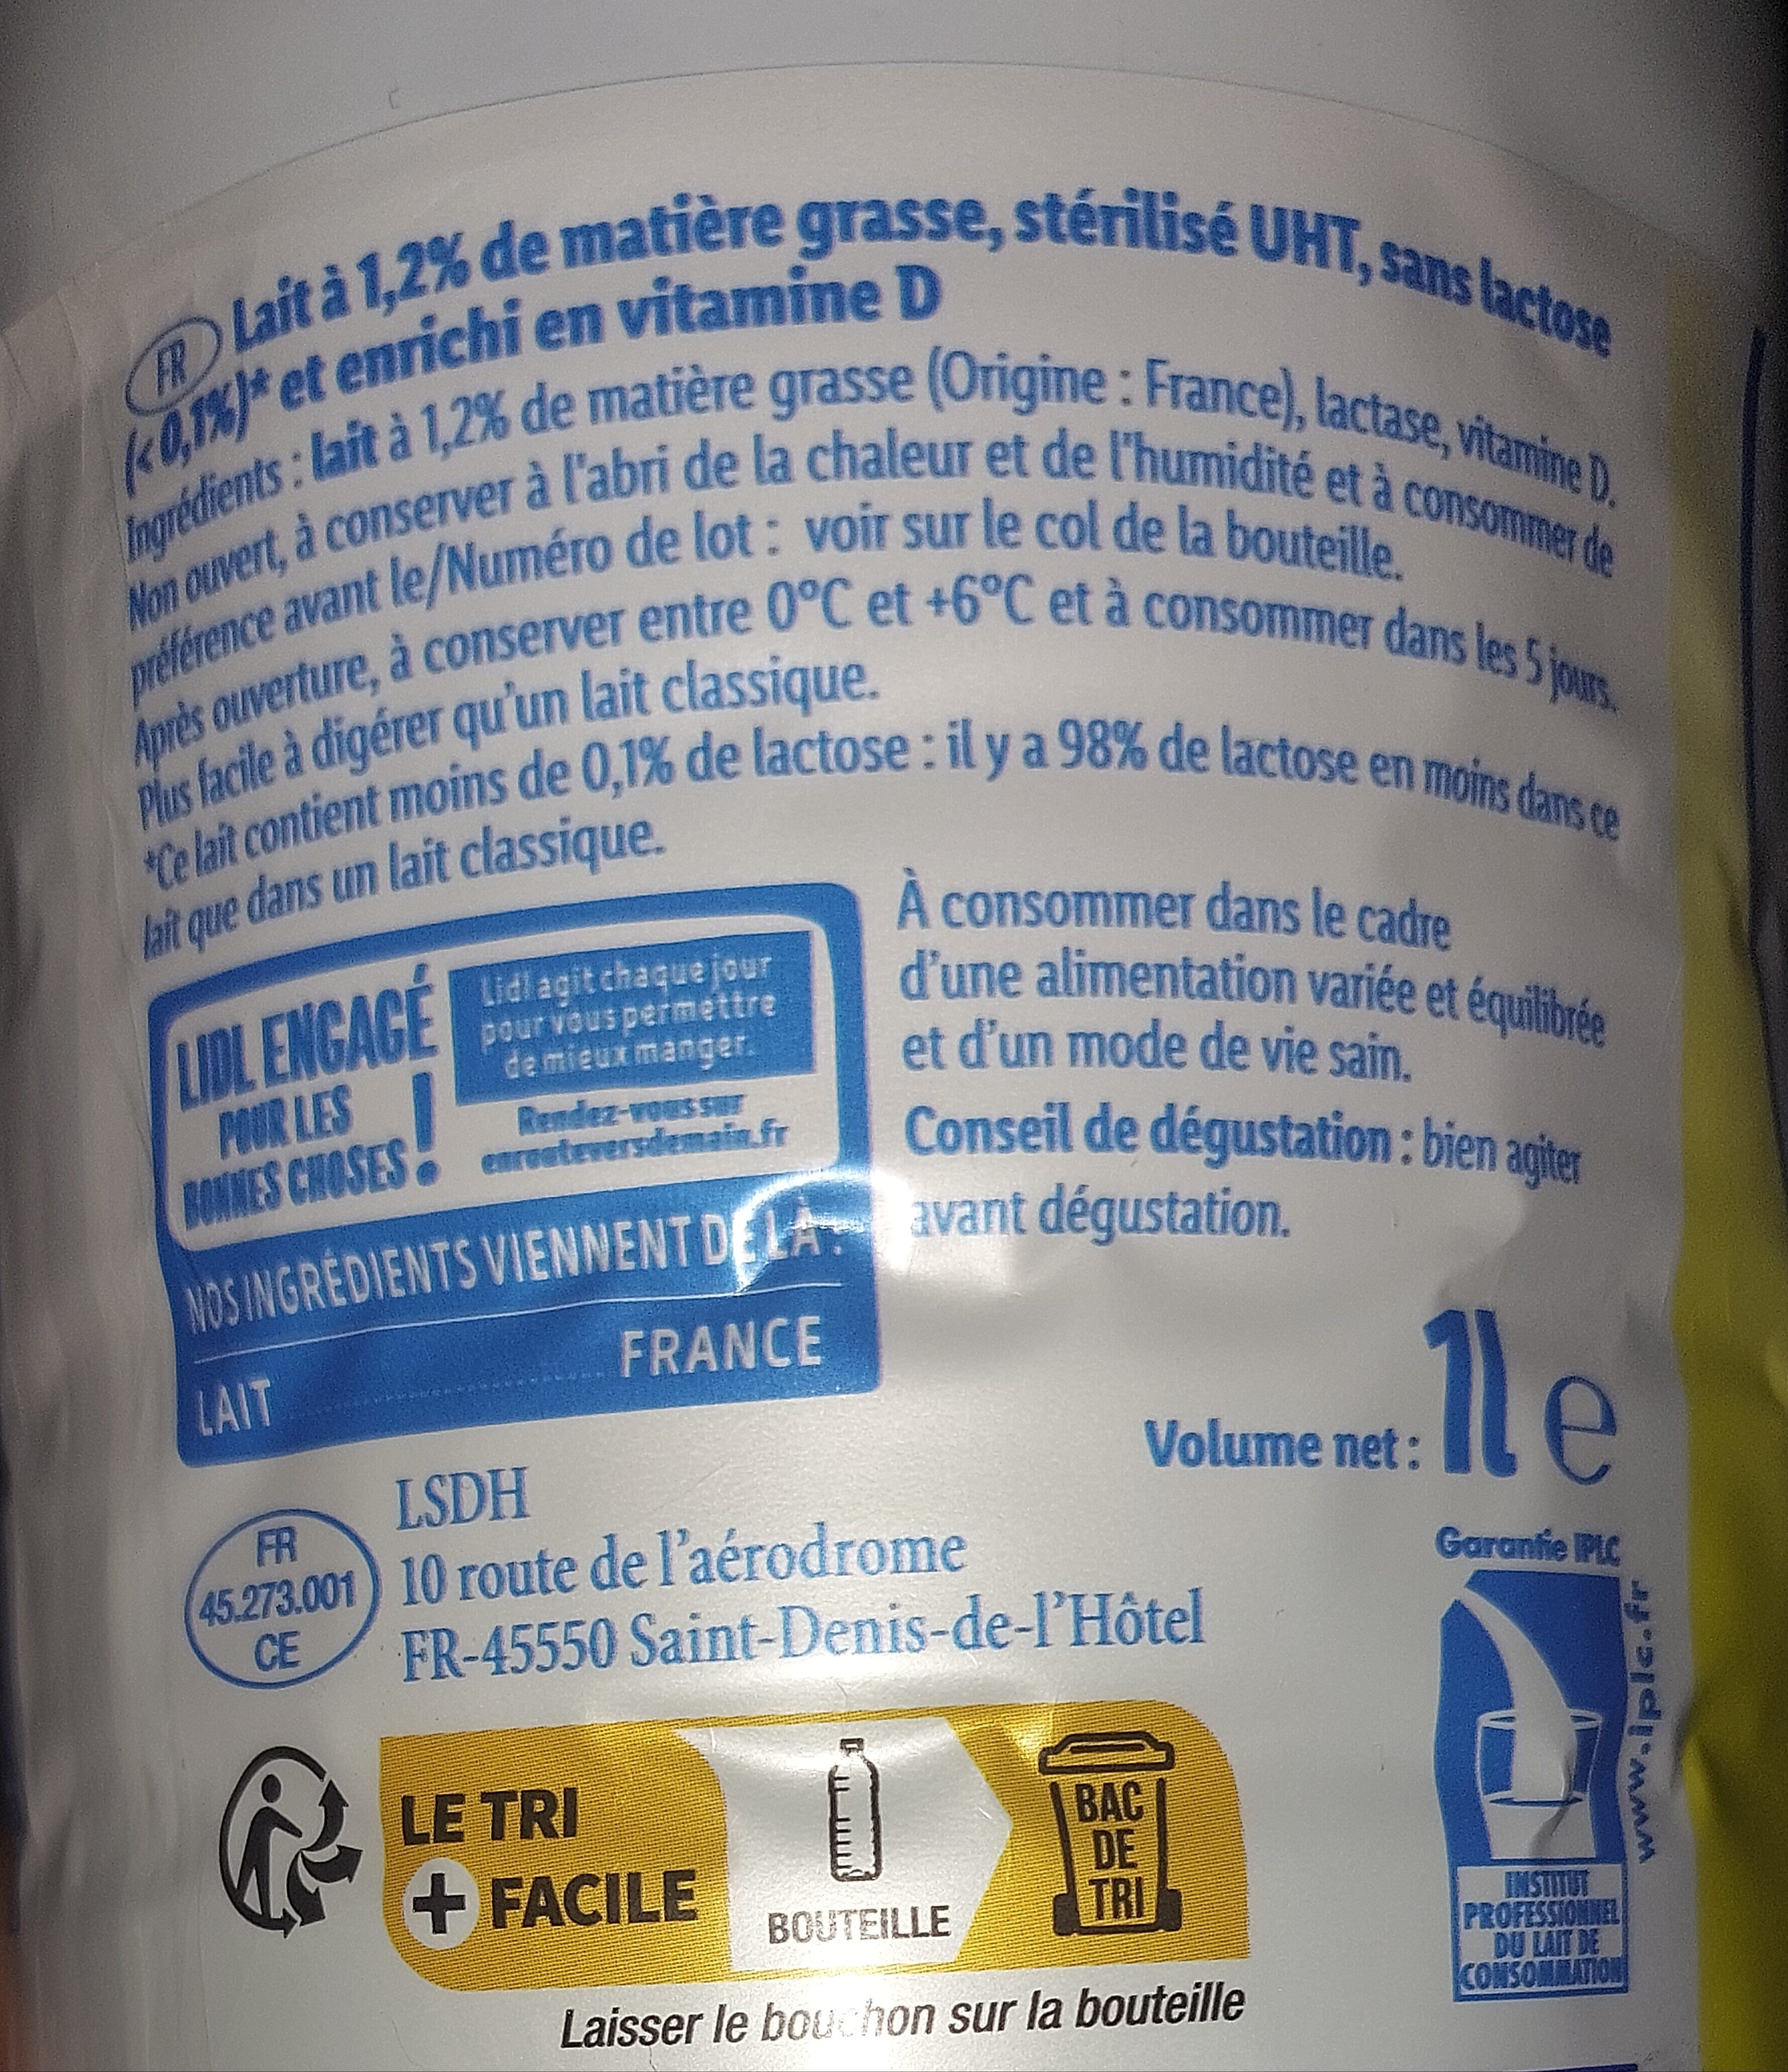 FR Lait à 1,2% de matière grasse, stérilisé UHT, sans lactose
(<0,1%)* et enrichi en vitamine D
Ingrédients : lait à 1,2% de matière grasse (Origine : France), lactase, vitamine D.
Non ouvert, à conserver à l'abri de la chaleur et de l'humidité et à consommer de
préférence avant le/Numéro de lot : voir sur le col de la bouteille.
Après ouverture, à conserver entre 0°C et +6°C et à consommer dans les 5 jours.
Plus facile à digérer qu'un lait classique.
*Ce lait contient moins de 0,1% de lactose : il y a 98% de lactose en moins dans ce
lait que dans un lait classique.
LIDL ENGAGÉ
POUR LES
BONNES CHOSES !
Lidl agit chaque jour
pour vous permettre
de mieux manger.
Rendez-vous sur
enrouteversdemain.fr
NOS INGRÉDIENTS VIENNENT DE LÀ :
LAIT FRANCE
À consommer dans le cadre
d'une alimentation variée et équilibrée
et d'un mode de vie sain.
Conseil de dégustation : bien agiter
avant dégustation.
Volume net : 1l e
FR
45.273.001
CE
LSDH
10 route de l'aérodrome
FR-45550 Saint-Denis-de-l'Hôtel
Garantie IPLC
www.iplc.fr
INSTITUT
PROFESSIONNEL
DU LAIT DE
CONSOMMATION
LE TRI
+ FACILE
BOUTEILLE
BAC
DE
TRI
Laisser le bouchon sur la bouteille